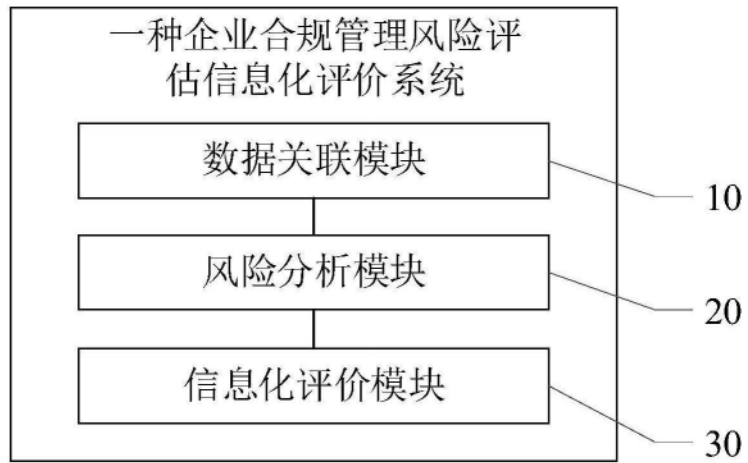 一种企业合规管理风险评
估信息化评价系统
数据关联模块
10
风险分析模块
20
信息化评价模块
30